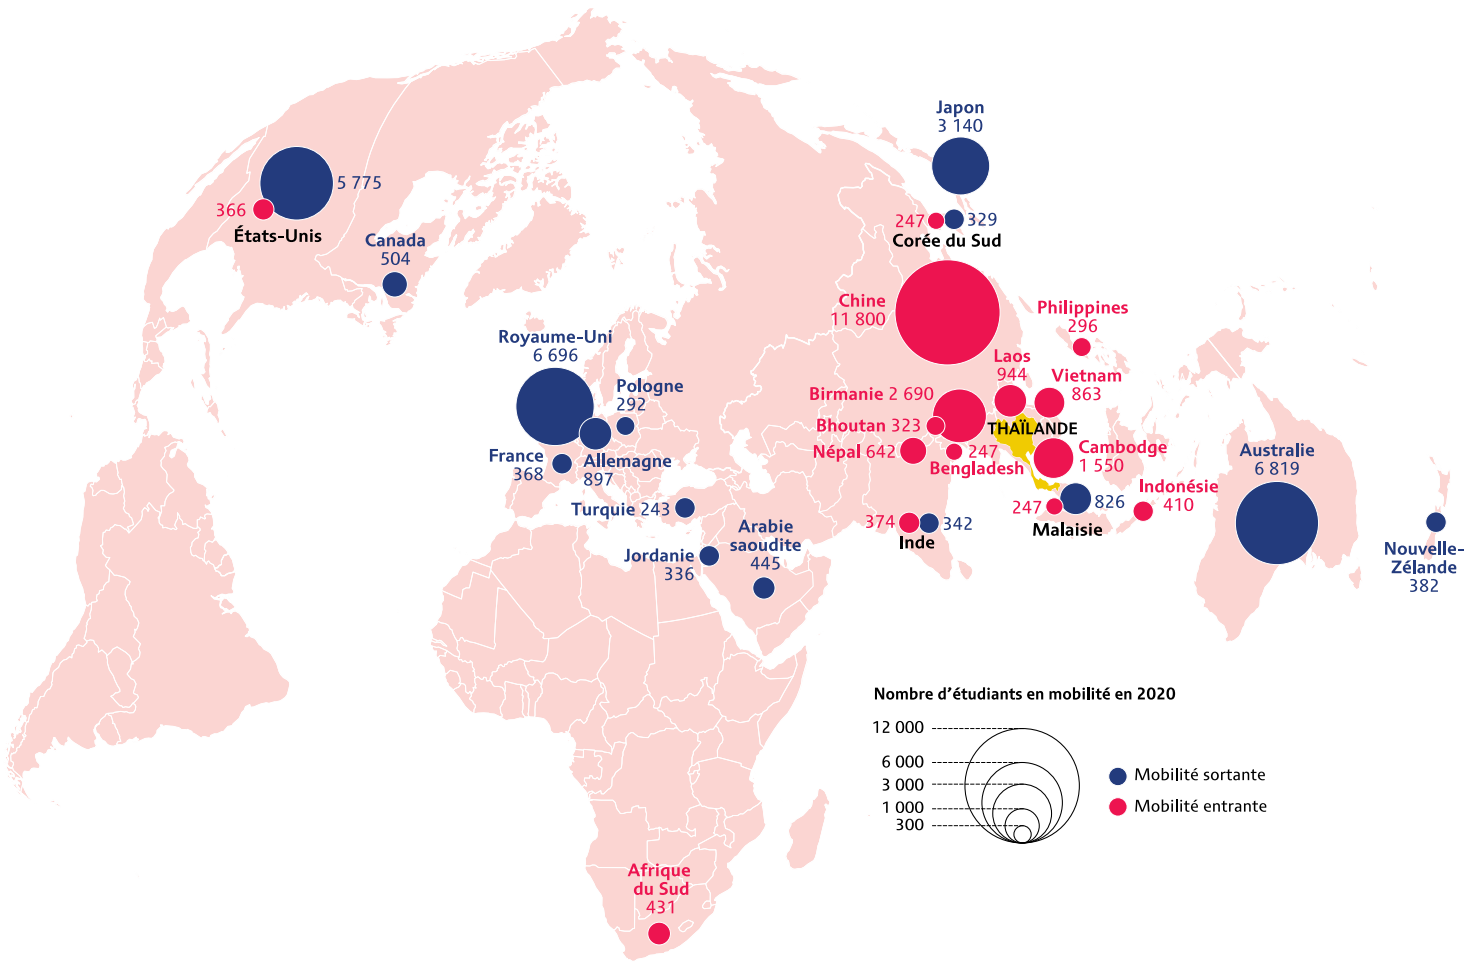 Japon
3 140
5 775
366
États-Unis
Canada
504
247
329
Corée du Sud
Chine
11 800
Philippines
296
Royaume-Uni
6 696
Laos
944
Vietnam
863
Pologne
292
Birmanie 2 690
Bhoutan 323
THAÏLANDE
Népal 642
247
Bengladesh
Cambodge
1 550
Australie
6 819
France
368
Allemagne
897
Indonésie
410
Turquie 243
247
826
Malaisie
374
342
Inde
Arabie
saoudite
445
Jordanie
336
Nouvelle-
Zélande
382
Nombre d’étudiants en mobilité en 2020
12 000
6 000
3 000
1 000
300
Mobilité sortante
Mobilité entrante
Afrique
du Sud
431